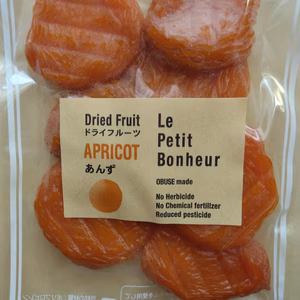 Dried Fruit
ドライフルーツ
APRICOT
あんず
Le
Petit
Bonheur
OBUSE made
No Herbicide
No Chemical fertilizer
Reduced pesticide